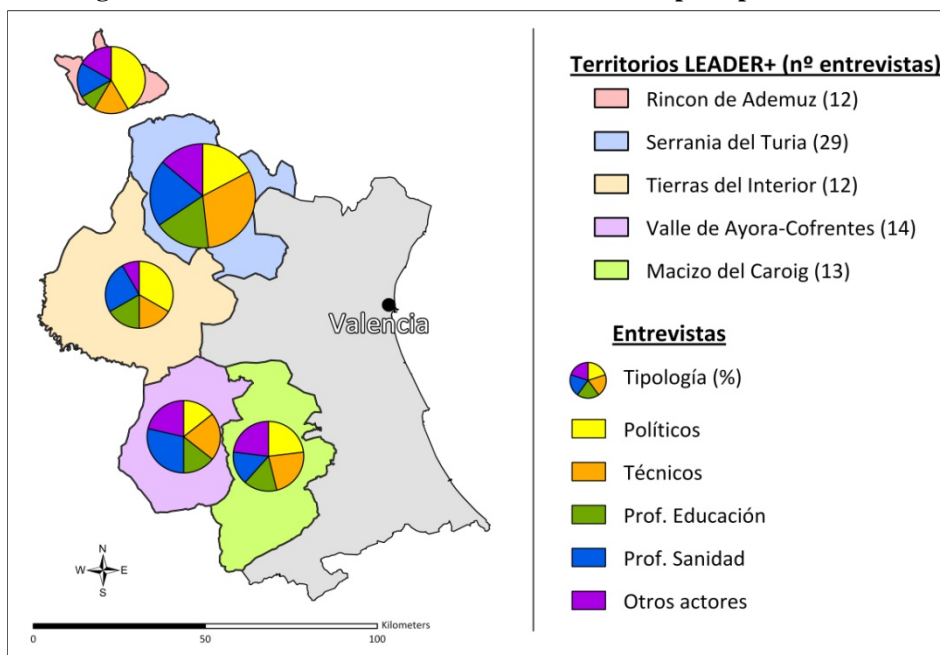 Territorios LEADER+ (nº entrevistas)
Rincon de Ademuz (12)
Serrania del Turia (29)
Tierras del Interior (12)
Valle de Ayora-Cofrentes (14)
Macizo del Caroig (13)
Valencia
Entrevistas
Tipología (%)
Políticos
Técnicos
Prof. Educación
Prof. Sanidad
Otros actores
N
W E
S
Kilometers
0 50 100